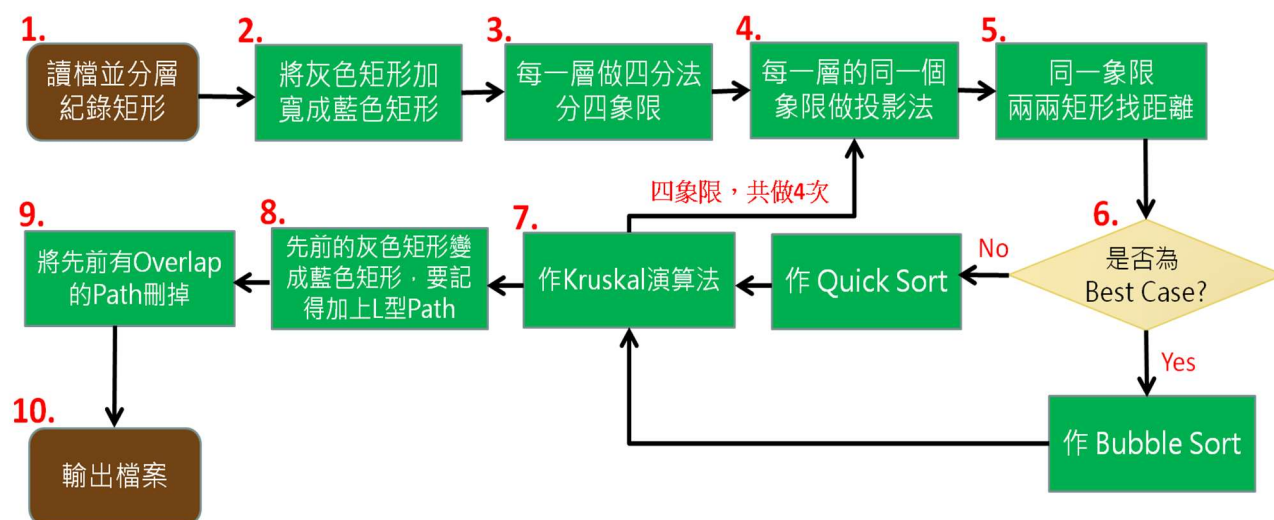 1.
讀檔並分層
紀錄矩形
2.
將灰色矩形加
寬成藍色矩形
3.
每一層做四分法
分四象限
4.
每一層的同一個
象限做投影法
5.
同一象限
兩兩矩形找距離
6.
是否為
Best Case?
No
作 Quick Sort
Yes
作 Bubble Sort
7.
作Kruskal演算法
四象限，共做4次
8.
先前的灰色矩形變
成藍色矩形，要記
得加上L型Path
9.
將先前有Overlap
的Path刪掉
10.
輸出檔案